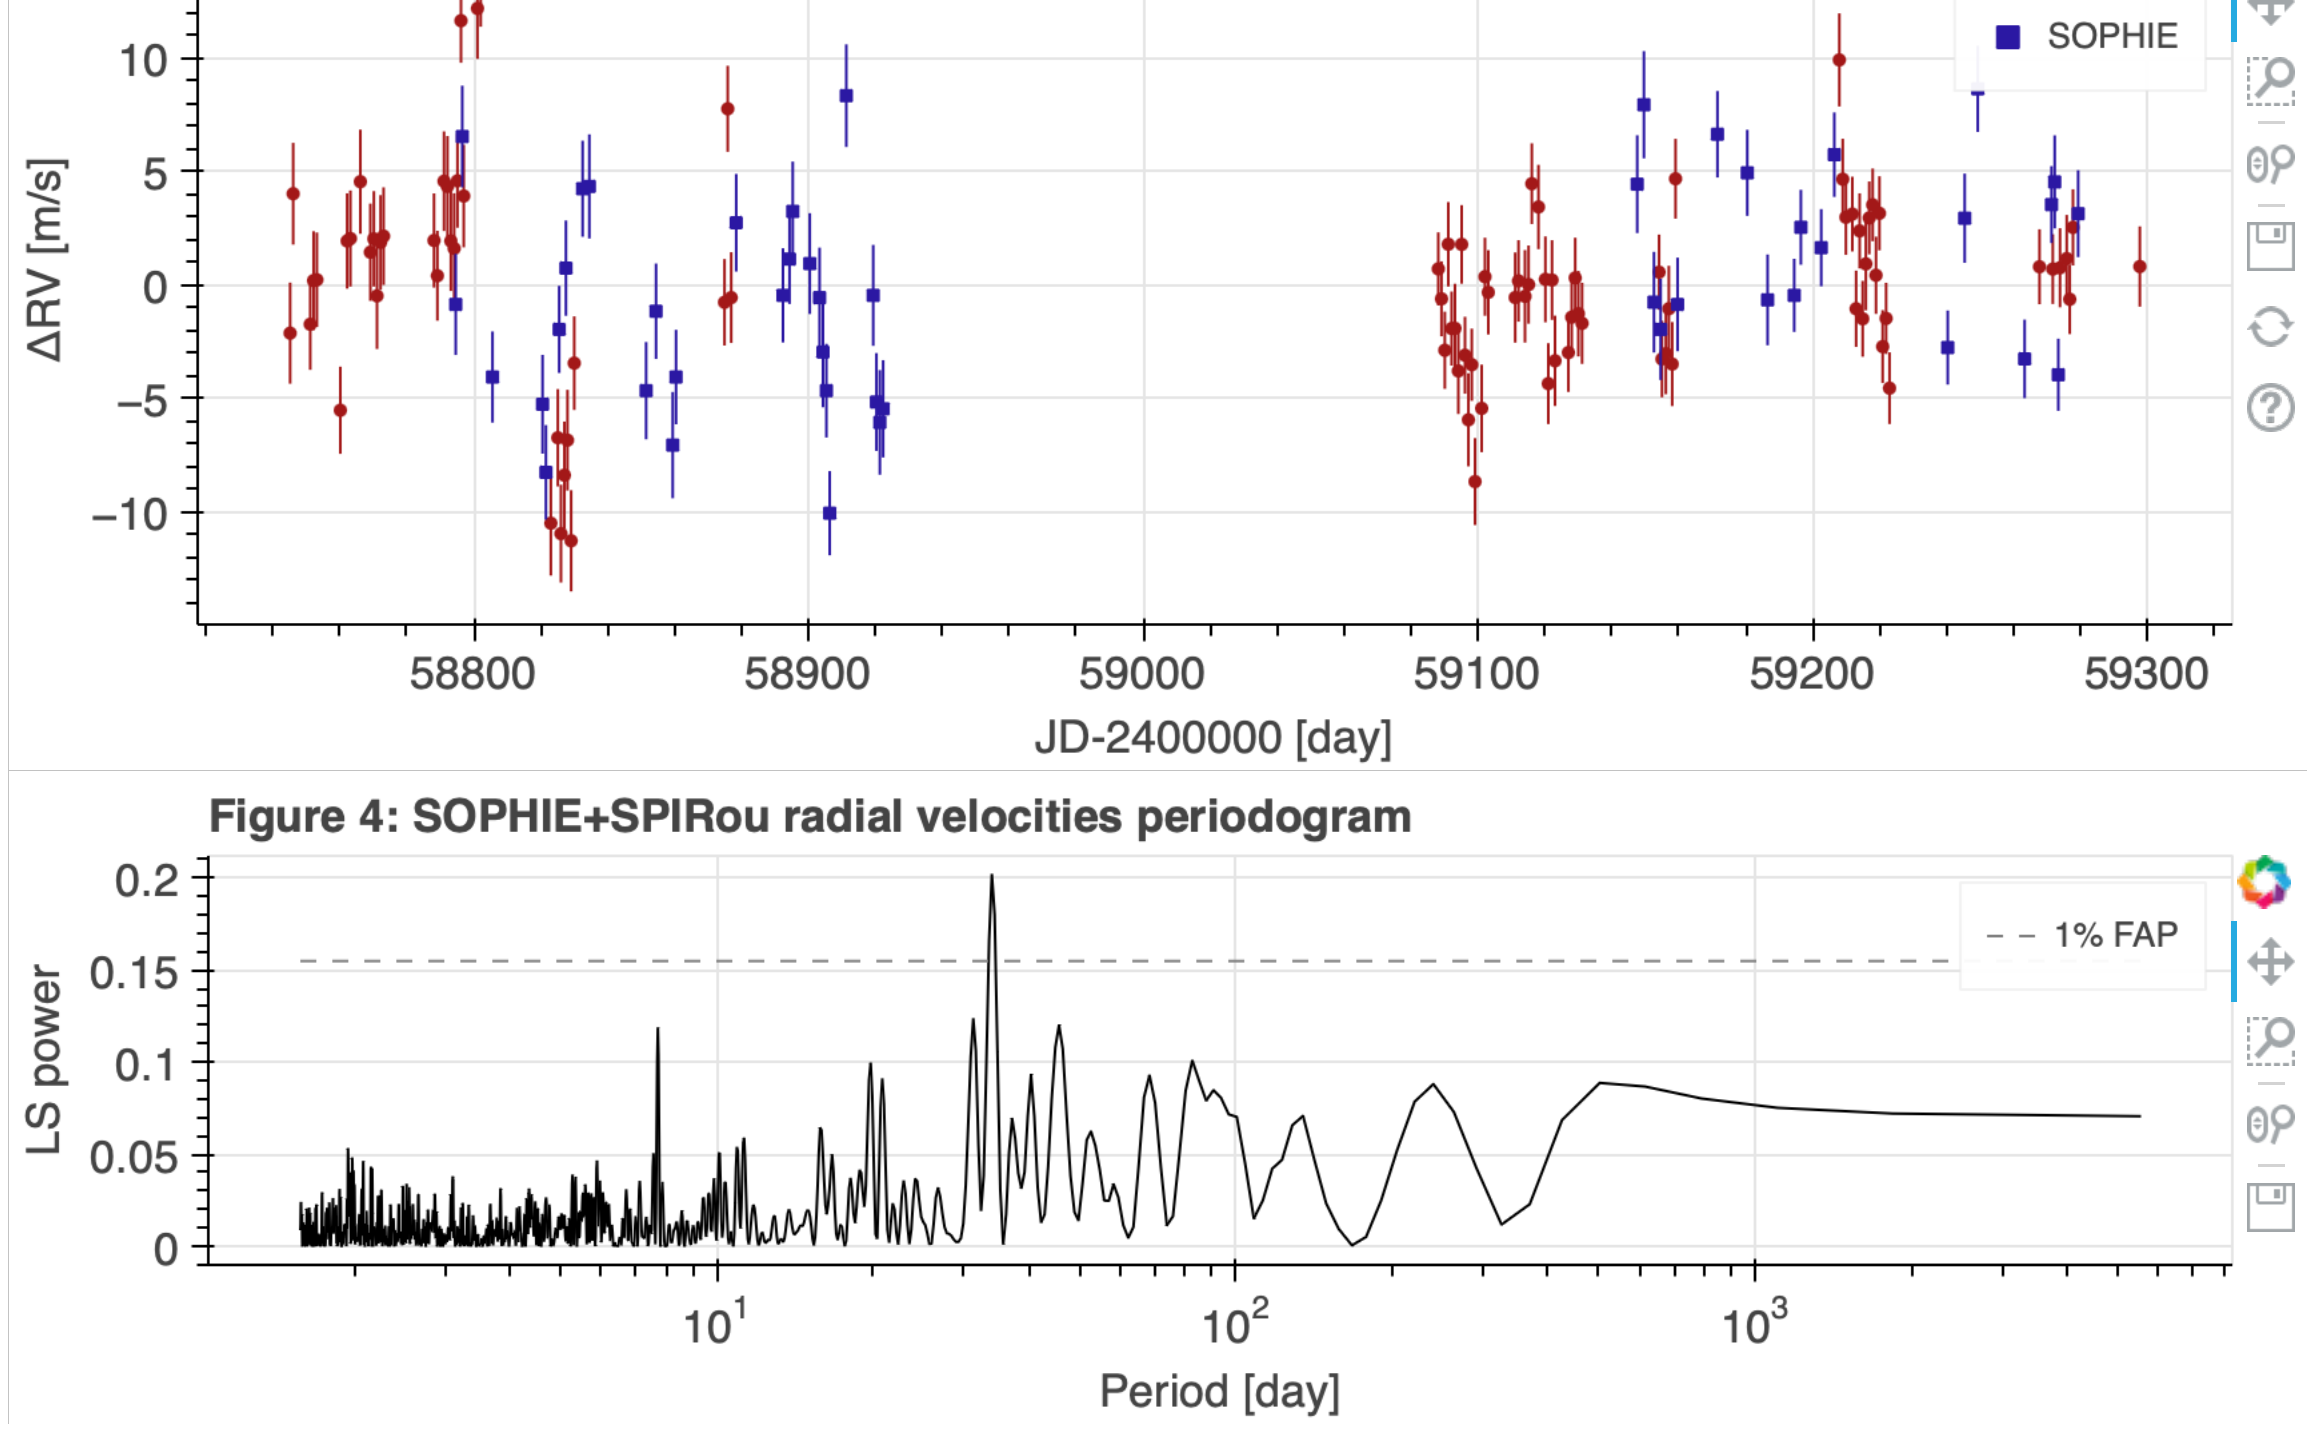 SOPHIE
10
5
0
−5
−10
ΔRV [m/s]
58800 58900 59000 59100 59200 59300
JD-2400000 [day]
Figure 4: SOPHIE+SPIRou radial velocities periodogram
0.2
0.15
0.1
0.05
0
LS power
1% FAP
10¹ 10² 10³
Period [day]